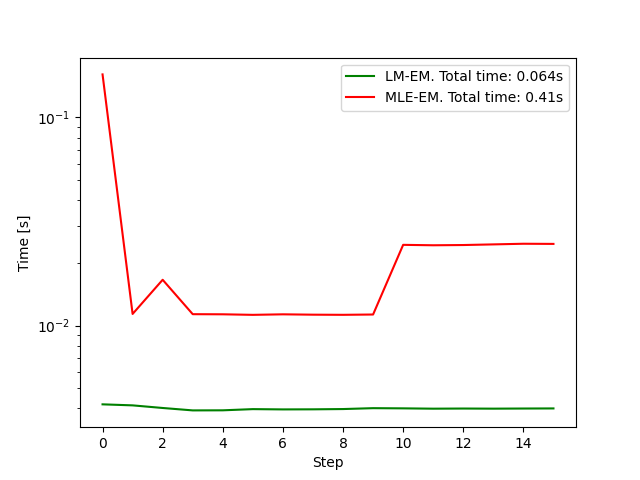 LM-EM. Total time: 0.064s
MLE-EM. Total time: 0.41s
10⁻¹
10⁻²
Time [s]
0 2 4 6 8 10 12 14
Step